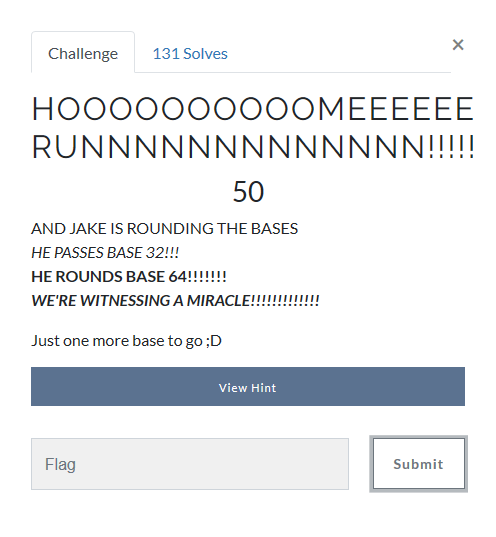 Challenge
131 Solves
×
HOOOOOOOOOOOMEEEEEE
RUNNNNNNNNNNNNNN!!!!!
50
AND JAKE IS ROUNDING THE BASES
HE PASSES BASE 32!!!
HE ROUNDS BASE 64!!!!!!!
WE'RE WITNESSING A MIRACLE!!!!!!!!!!!!!
Just one more base to go ;D
View Hint
Flag
Submit